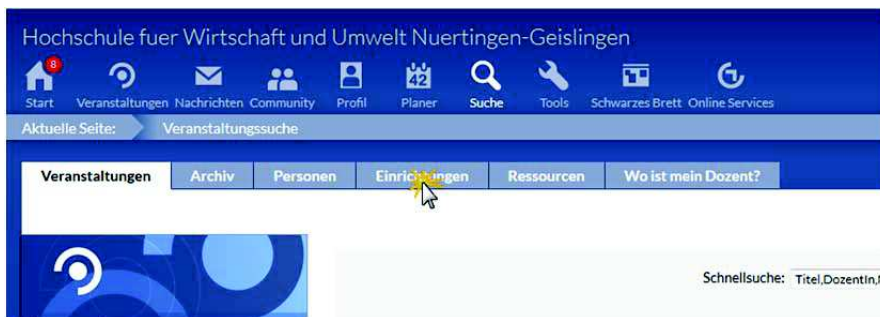 Hochschule fuer Wirtschaft und Umwelt Nuertingen-Geislingen
8
42
Start Veranstaltungen Nachrichten Community Profil Planer Suche Tools Schwarzes Brett Online Services
Aktuelle Seite: Veranstaltungssuche
Veranstaltungen Archiv Personen Einrichtungen Ressourcen Wo ist mein Dozent?
Schnellsuche: Titel,DozentIn,